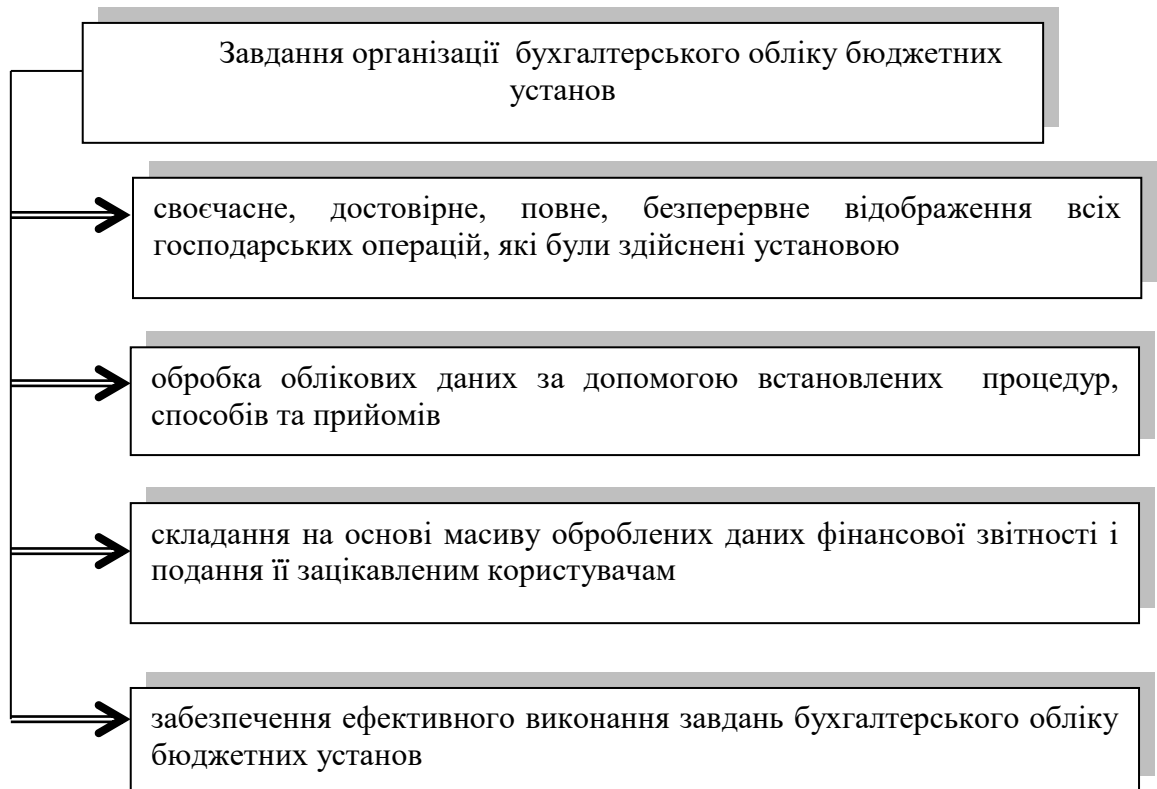 Завдання організації бухгалтерського обліку бюджетних
установ
своєчасне, достовірне, повне, безперервне відображення всіх
господарських операцій, які були здійснені установою
обробка облікових даних за допомогою встановлених процедур,
способів та прийомів
складання на основі масиву оброблених даних фінансової звітності і
подання її зацікавленим користувачам
забезпечення ефективного виконання завдань бухгалтерського обліку
бюджетних установ